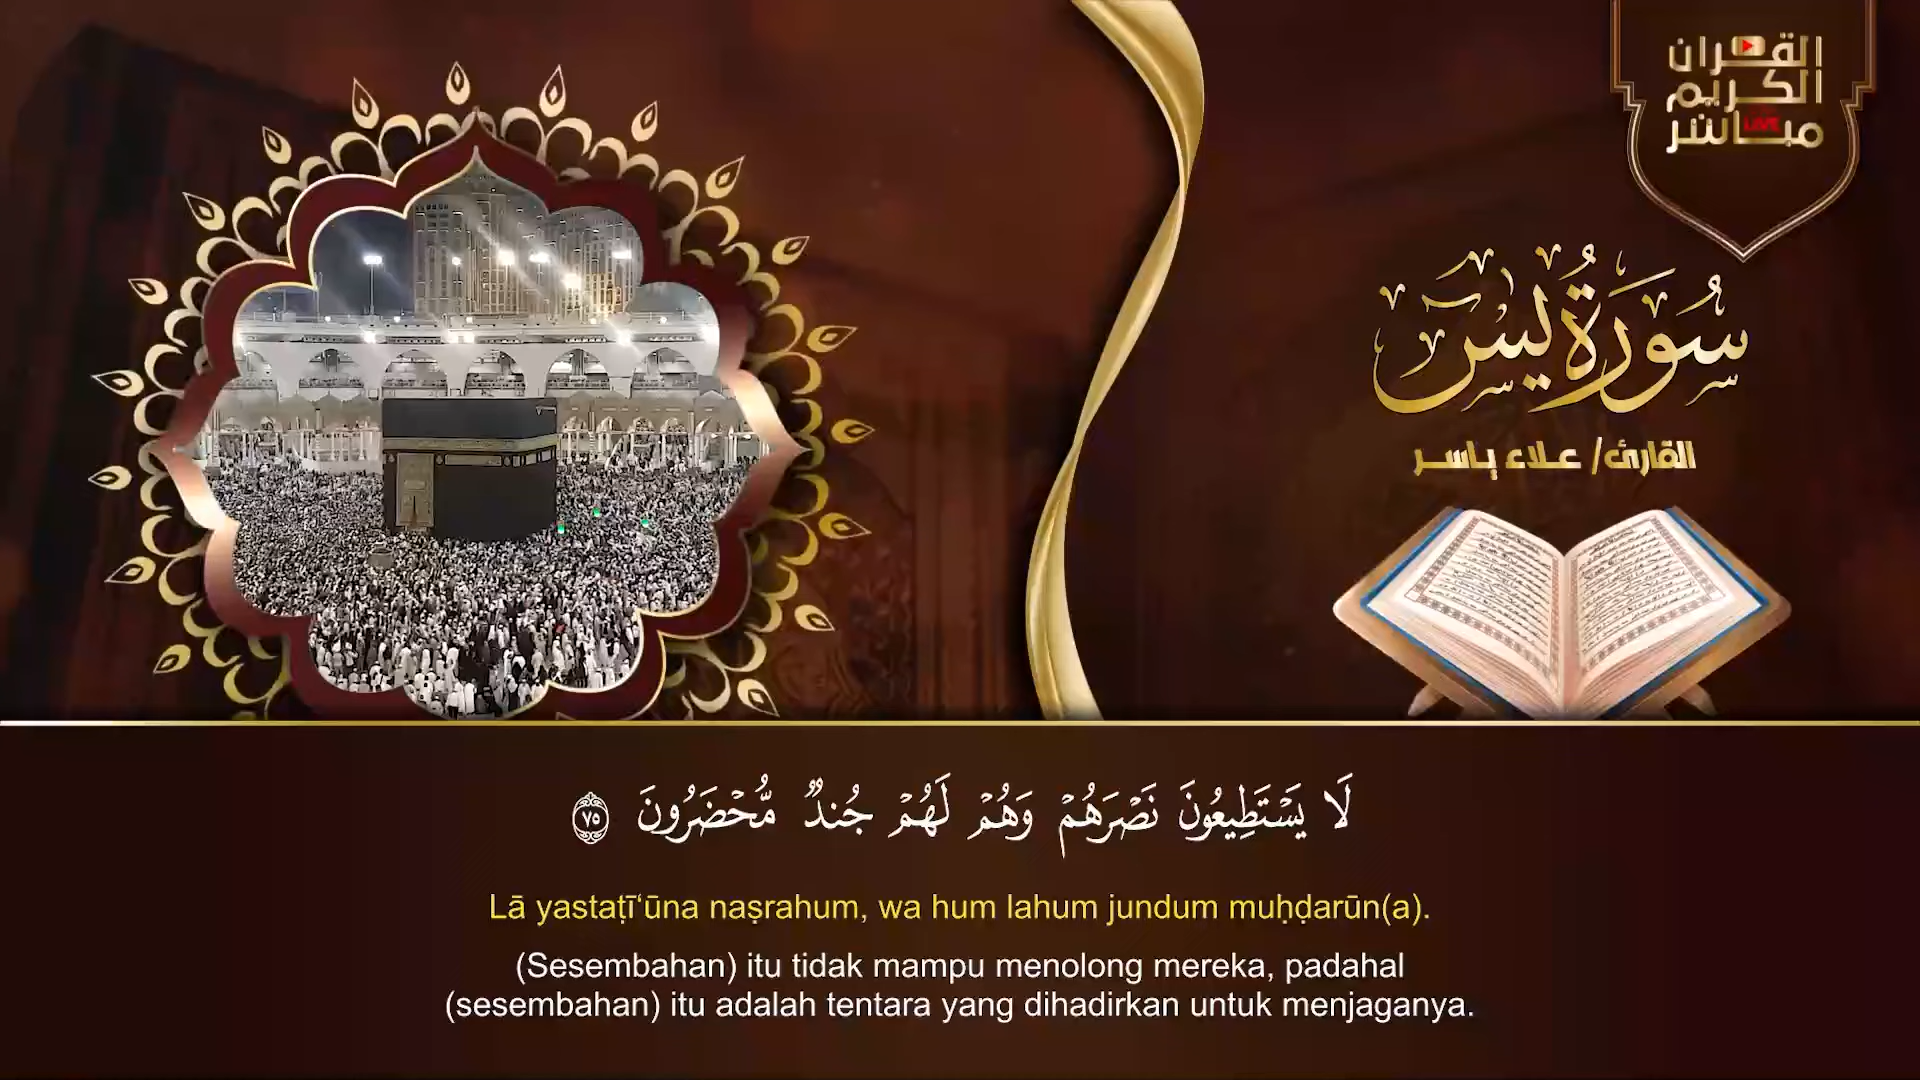 القرآن
الكريم
مباشر
LIVE
سُورَةُ يسٓ
القارئ/ علاء ياسر
لَا يَسْتَطِيعُونَ نَصْرَهُمْ وَهُمْ لَهُمْ جُندٌ مُّحْضَرُونَ ٧٥
Lā yastaṭī‘ūna naṣrahum, wa hum lahum jundum muḥḍarūn(a).
(Sesembahan) itu tidak mampu menolong mereka, padahal
(sesembahan) itu adalah tentara yang dihadirkan untuk menjaganya.